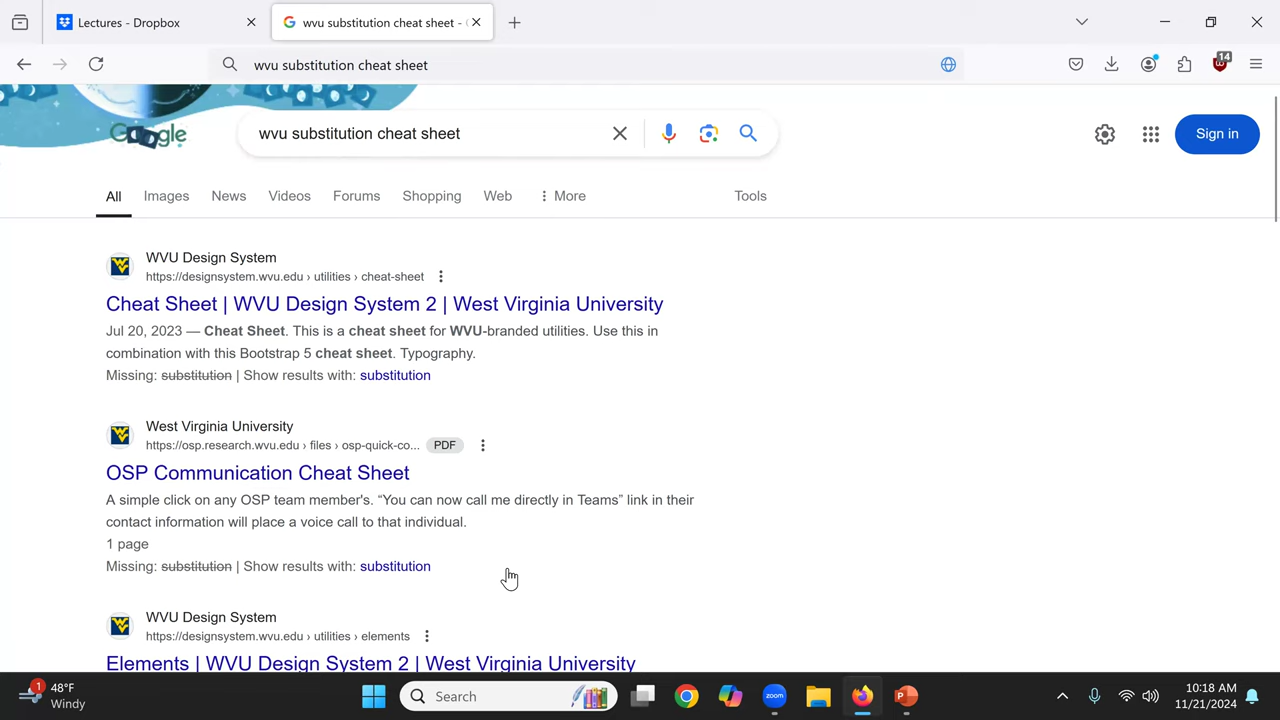 Lectures - Dropbox
wvu substitution cheat sheet -
wvu substitution cheat sheet
14
Google
wvu substitution cheat sheet
Sign in
All
Images
News
Videos
Forums
Shopping
Web
More
Tools
WVU Design System
https://designsystem.wvu.edu › utilities › cheat-sheet
Cheat Sheet | WVU Design System 2 | West Virginia University
Jul 20, 2023 — Cheat Sheet. This is a cheat sheet for WVU-branded utilities. Use this in
combination with this Bootstrap 5 cheat sheet. Typography.
Missing: substitution | Show results with: substitution
West Virginia University
https://osp.research.wvu.edu › files › osp-quick-co... PDF
OSP Communication Cheat Sheet
A simple click on any OSP team member's. “You can now call me directly in Teams” link in their
contact information will place a voice call to that individual.
1 page
Missing: substitution | Show results with: substitution
WVU Design System
https://designsystem.wvu.edu › utilities › elements
Elements | WVU Design System 2 | West Virginia University
1
48°F
Windy
Search
zoom
10:18 AM
11/21/2024